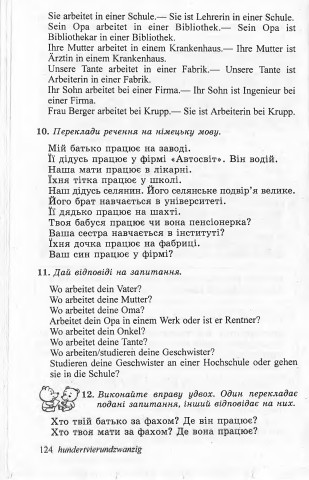 Sie arbeitet in einer Schule.— Sie ist Lehrerin in einer Schule.
Sein Opa arbeitet in einer Bibliothek.— Sein Opa ist
Bibliothekar in einer Bibliothek.
Ihre Mutter arbeitet in einem Krankenhaus.— Ihre Mutter ist
Ärztin in einem Krankenhaus.
Unsere Tante arbeitet in einer Fabrik.— Unsere Tante ist
Arbeiterin in einer Fabrik.
Ihr Sohn arbeitet bei einer Firma.— Ihr Sohn ist Ingenieur bei
einer Firma.
Frau Berger arbeitet bei Krupp.— Sie ist Arbeiterin bei Krupp.
10. Переклади речення на німецьку мову.
Мій батько працює на заводі.
Її дідусь працює у фірмі «Автосвіт». Він водій.
Наша мати працює в лікарні.
Їхня тітка працює у школі.
Наш дідусь селянин. Його селянське подвір’я велике.
Його брат навчається в університеті.
Її дядько працює на шахті.
Твоя бабуся працює чи вона пенсіонерка?
Ваша сестра навчається в інституті?
Їхня дочка працює на фабриці.
Ваш син працює у фірмі?
11. Дай відповіді на запитання.
Wo arbeitet dein Vater?
Wo arbeitet deine Mutter?
Wo arbeitet deine Oma?
Arbeitet dein Opa in einem Werk oder ist er Rentner?
Wo arbeitet dein Onkel?
Wo arbeitet deine Tante?
Wo arbeiten/studieren deine Geschwister?
Studieren deine Geschwister an einer Hochschule oder gehen
sie in die Schule?
12. Виконайте вправу удвох. Один перекладає
подані запитання, інший відповідає на них.
Хто твій батько за фахом? Де він працює?
Хто твоя мати за фахом? Де вона працює?
124 hundertvierundzwanzig